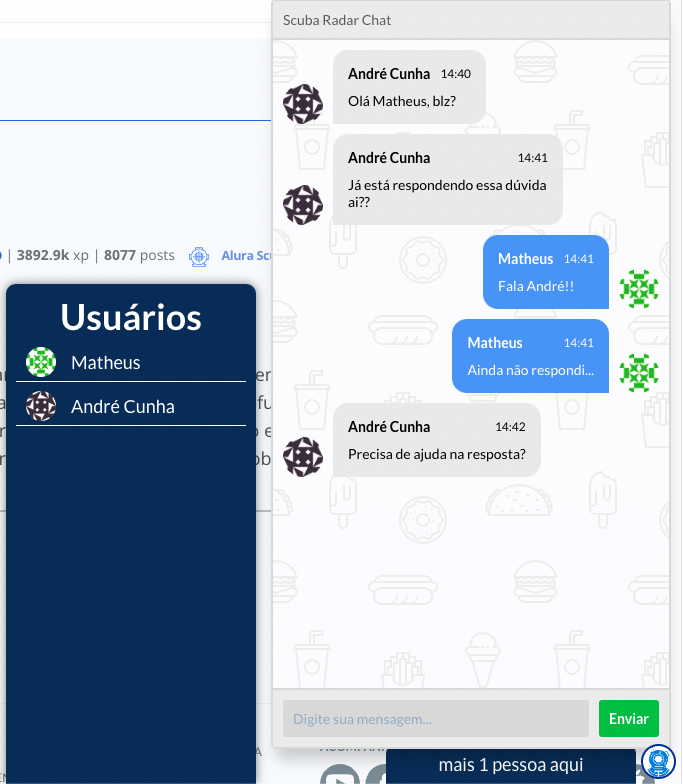 Scuba Radar Chat
André Cunha 14:40
Olá Matheus, blz?
André Cunha 14:41
Já está respondendo essa dúvida
ai??
| 3892.9k xp | 8077 posts Alura Scu
Matheus 14:41
Fala André!!
Usuários
Matheus
André Cunha
Matheus 14:41
Ainda não respondi...
André Cunha 14:42
Precisa de ajuda na resposta?
Digite sua mensagem...
Enviar
mais 1 pessoa aqui